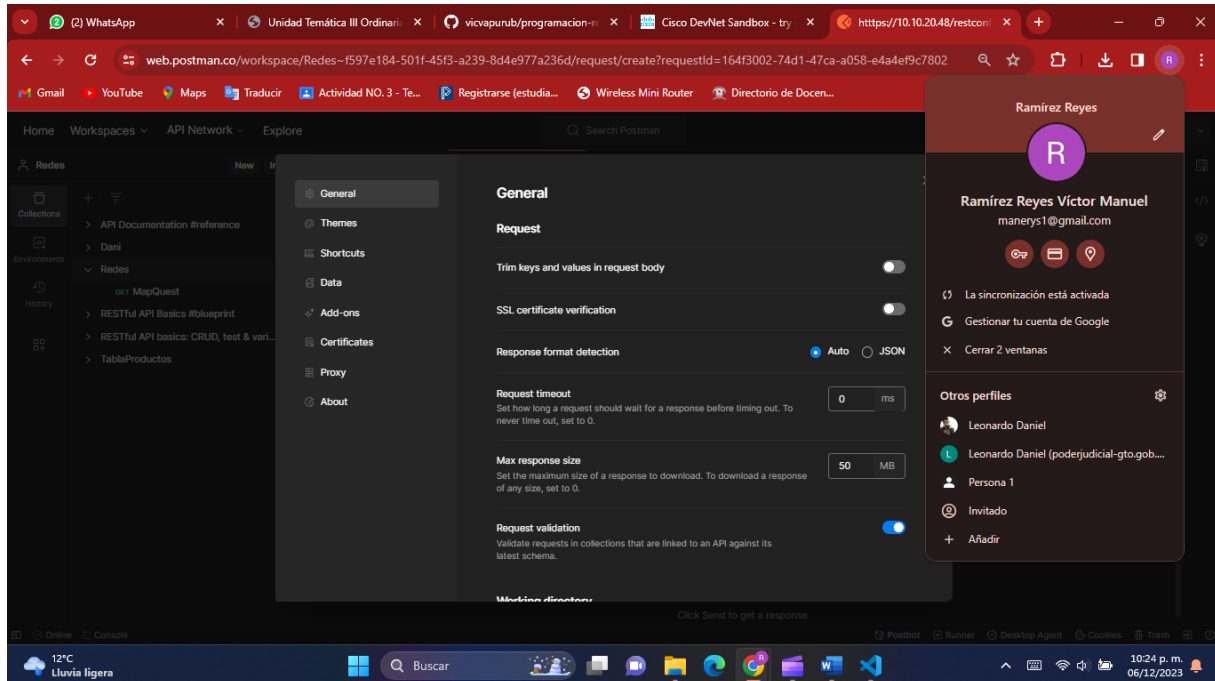 (2) WhatsApp
Unidad Temática III Ordinari
vicvapurub/programacion-re
Cisco DevNet Sandbox - try
htttps://10.10.20.48/restconf
web.postman.co/workspace/Redes~f597e184-501f-45f3-a239-8d4e977a236d/request/create?requestId=164f3002-74d1-47ca-a058-e4a4ef9c7802
R
Gmail
YouTube
Maps
Traducir
Actividad NO. 3 - Te...
Registrarse (estudia...
Wireless Mini Router
Directorio de Docen...
Home
Workspaces
API Network
Explore
Search Postman
Redes
New
Collections
Environments
History
API Documentation #reference
Dani
Redes
GET MapQuest
RESTful API Basics #blueprint
RESTful API basics: CRUD, test & vari...
TablaProductos
General
Themes
Shortcuts
Data
Add-ons
Certificates
Proxy
About
General
Request
Trim keys and values in request body
SSL certificate verification
Response format detection
Auto
JSON
Request timeout
0 ms
Set how long a request should wait for a response before timing out. To
never time out, set to 0.
Max response size
50 MB
Set the maximum size of a response to download. To download a response
of any size, set to 0.
Request validation
Validate requests in collections that are linked to an API against its
latest schema.
Working directory
Click Send to get a response
Ramírez Reyes
R
Ramírez Reyes Víctor Manuel
manerys1@gmail.com
La sincronización está activada
Gestionar tu cuenta de Google
Cerrar 2 ventanas
Otros perfiles
Leonardo Daniel
L
Leonardo Daniel (poderjudicial-gto.gob....
Persona 1
Invitado
Añadir
Online
Console
Postbot
Runner
Desktop Agent
Cookies
Trash
12°C
Lluvia ligera
Buscar
10:24 p. m.
06/12/2023